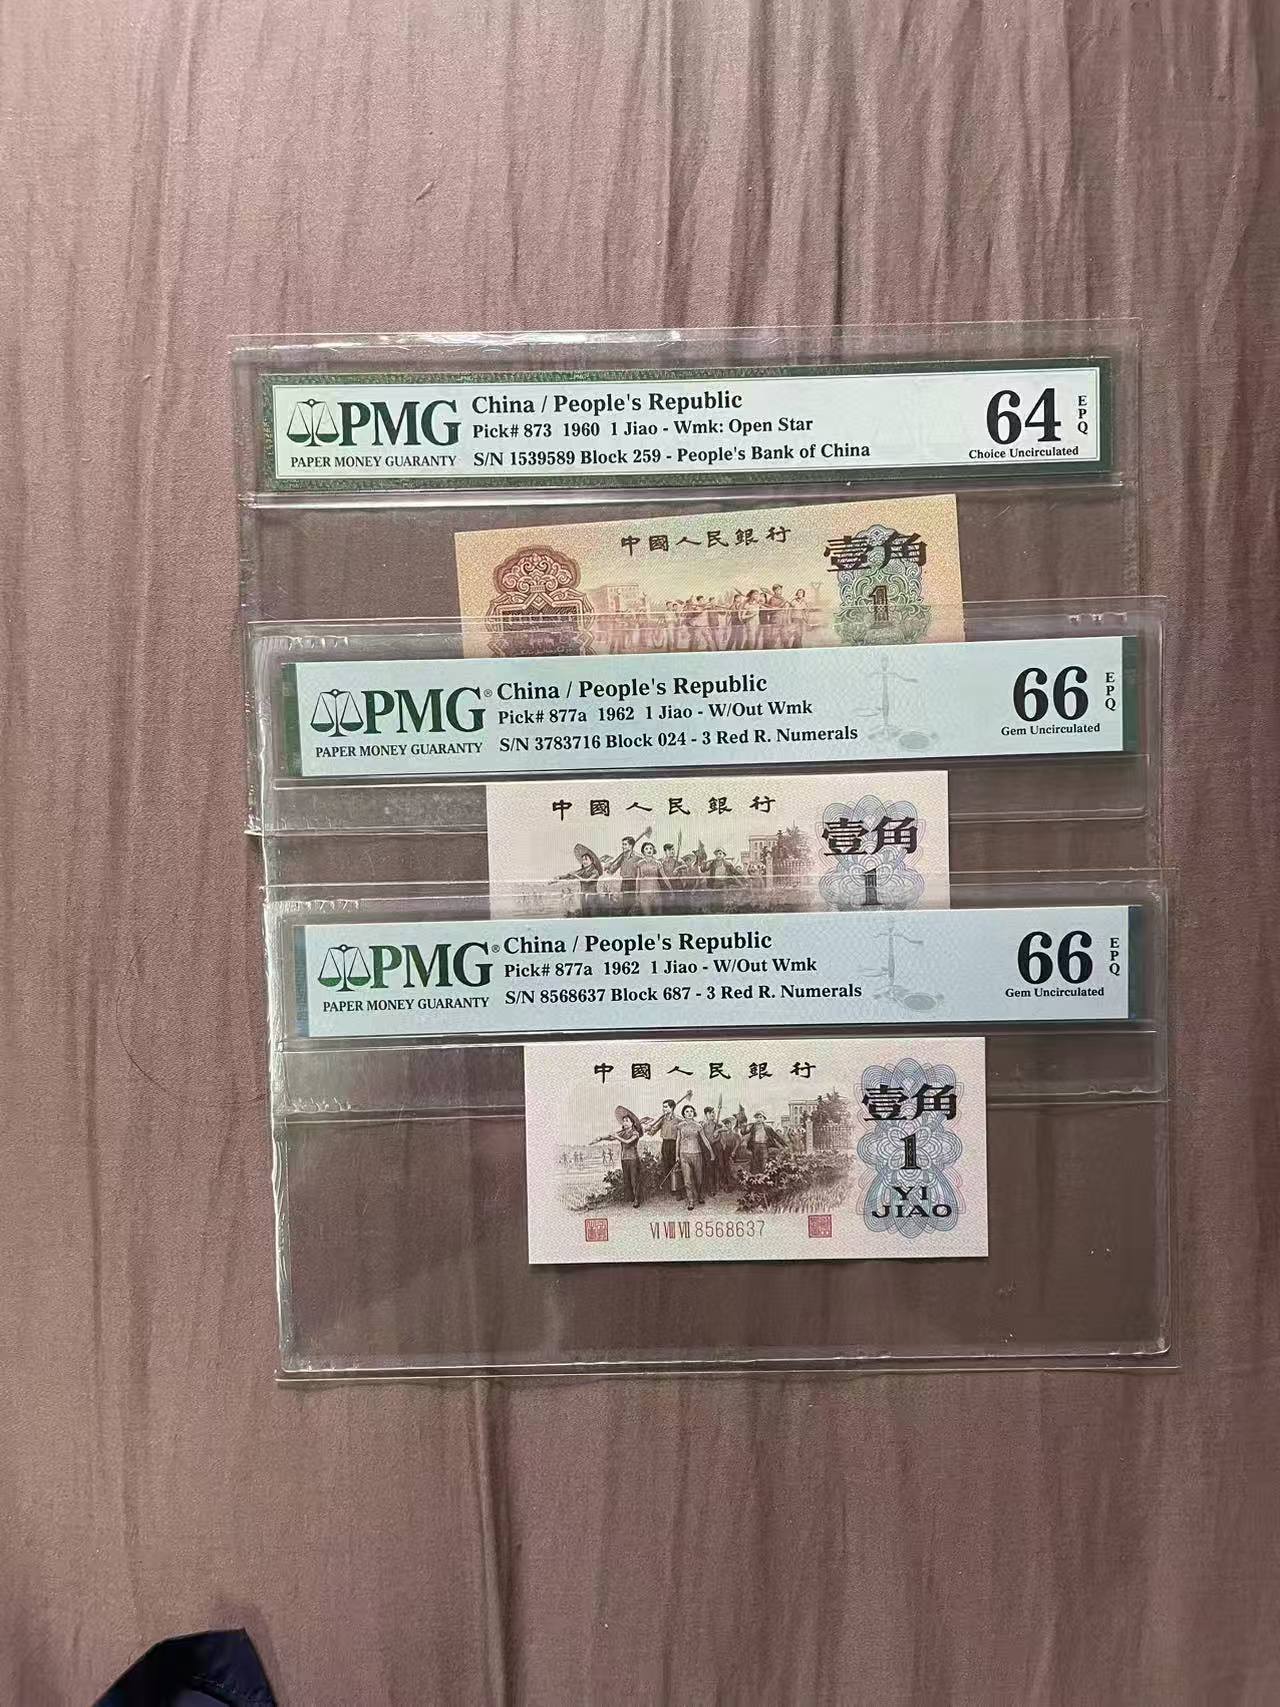 PMG
PAPER MONEY GUARANTY
China / People's Republic
Pick# 873 1960 1 Jiao - Wmk: Open Star
S/N 1539589 Block 259 - People's Bank of China
64
EPQ
Choice Uncirculated
中國人民銀行
壹角
1
PMG®
PAPER MONEY GUARANTY
China / People's Republic
Pick# 877a 1962 1 Jiao - W/Out Wmk
S/N 3783716 Block 024 - 3 Red R. Numerals
66
EPQ
Gem Uncirculated
中國人民銀行
壹角
1
PMG®
PAPER MONEY GUARANTY
China / People's Republic
Pick# 877a 1962 1 Jiao - W/Out Wmk
S/N 8568637 Block 687 - 3 Red R. Numerals
66
EPQ
Gem Uncirculated
中國人民銀行
壹角
1
YI
JIAO
VI VIII VII 8568637